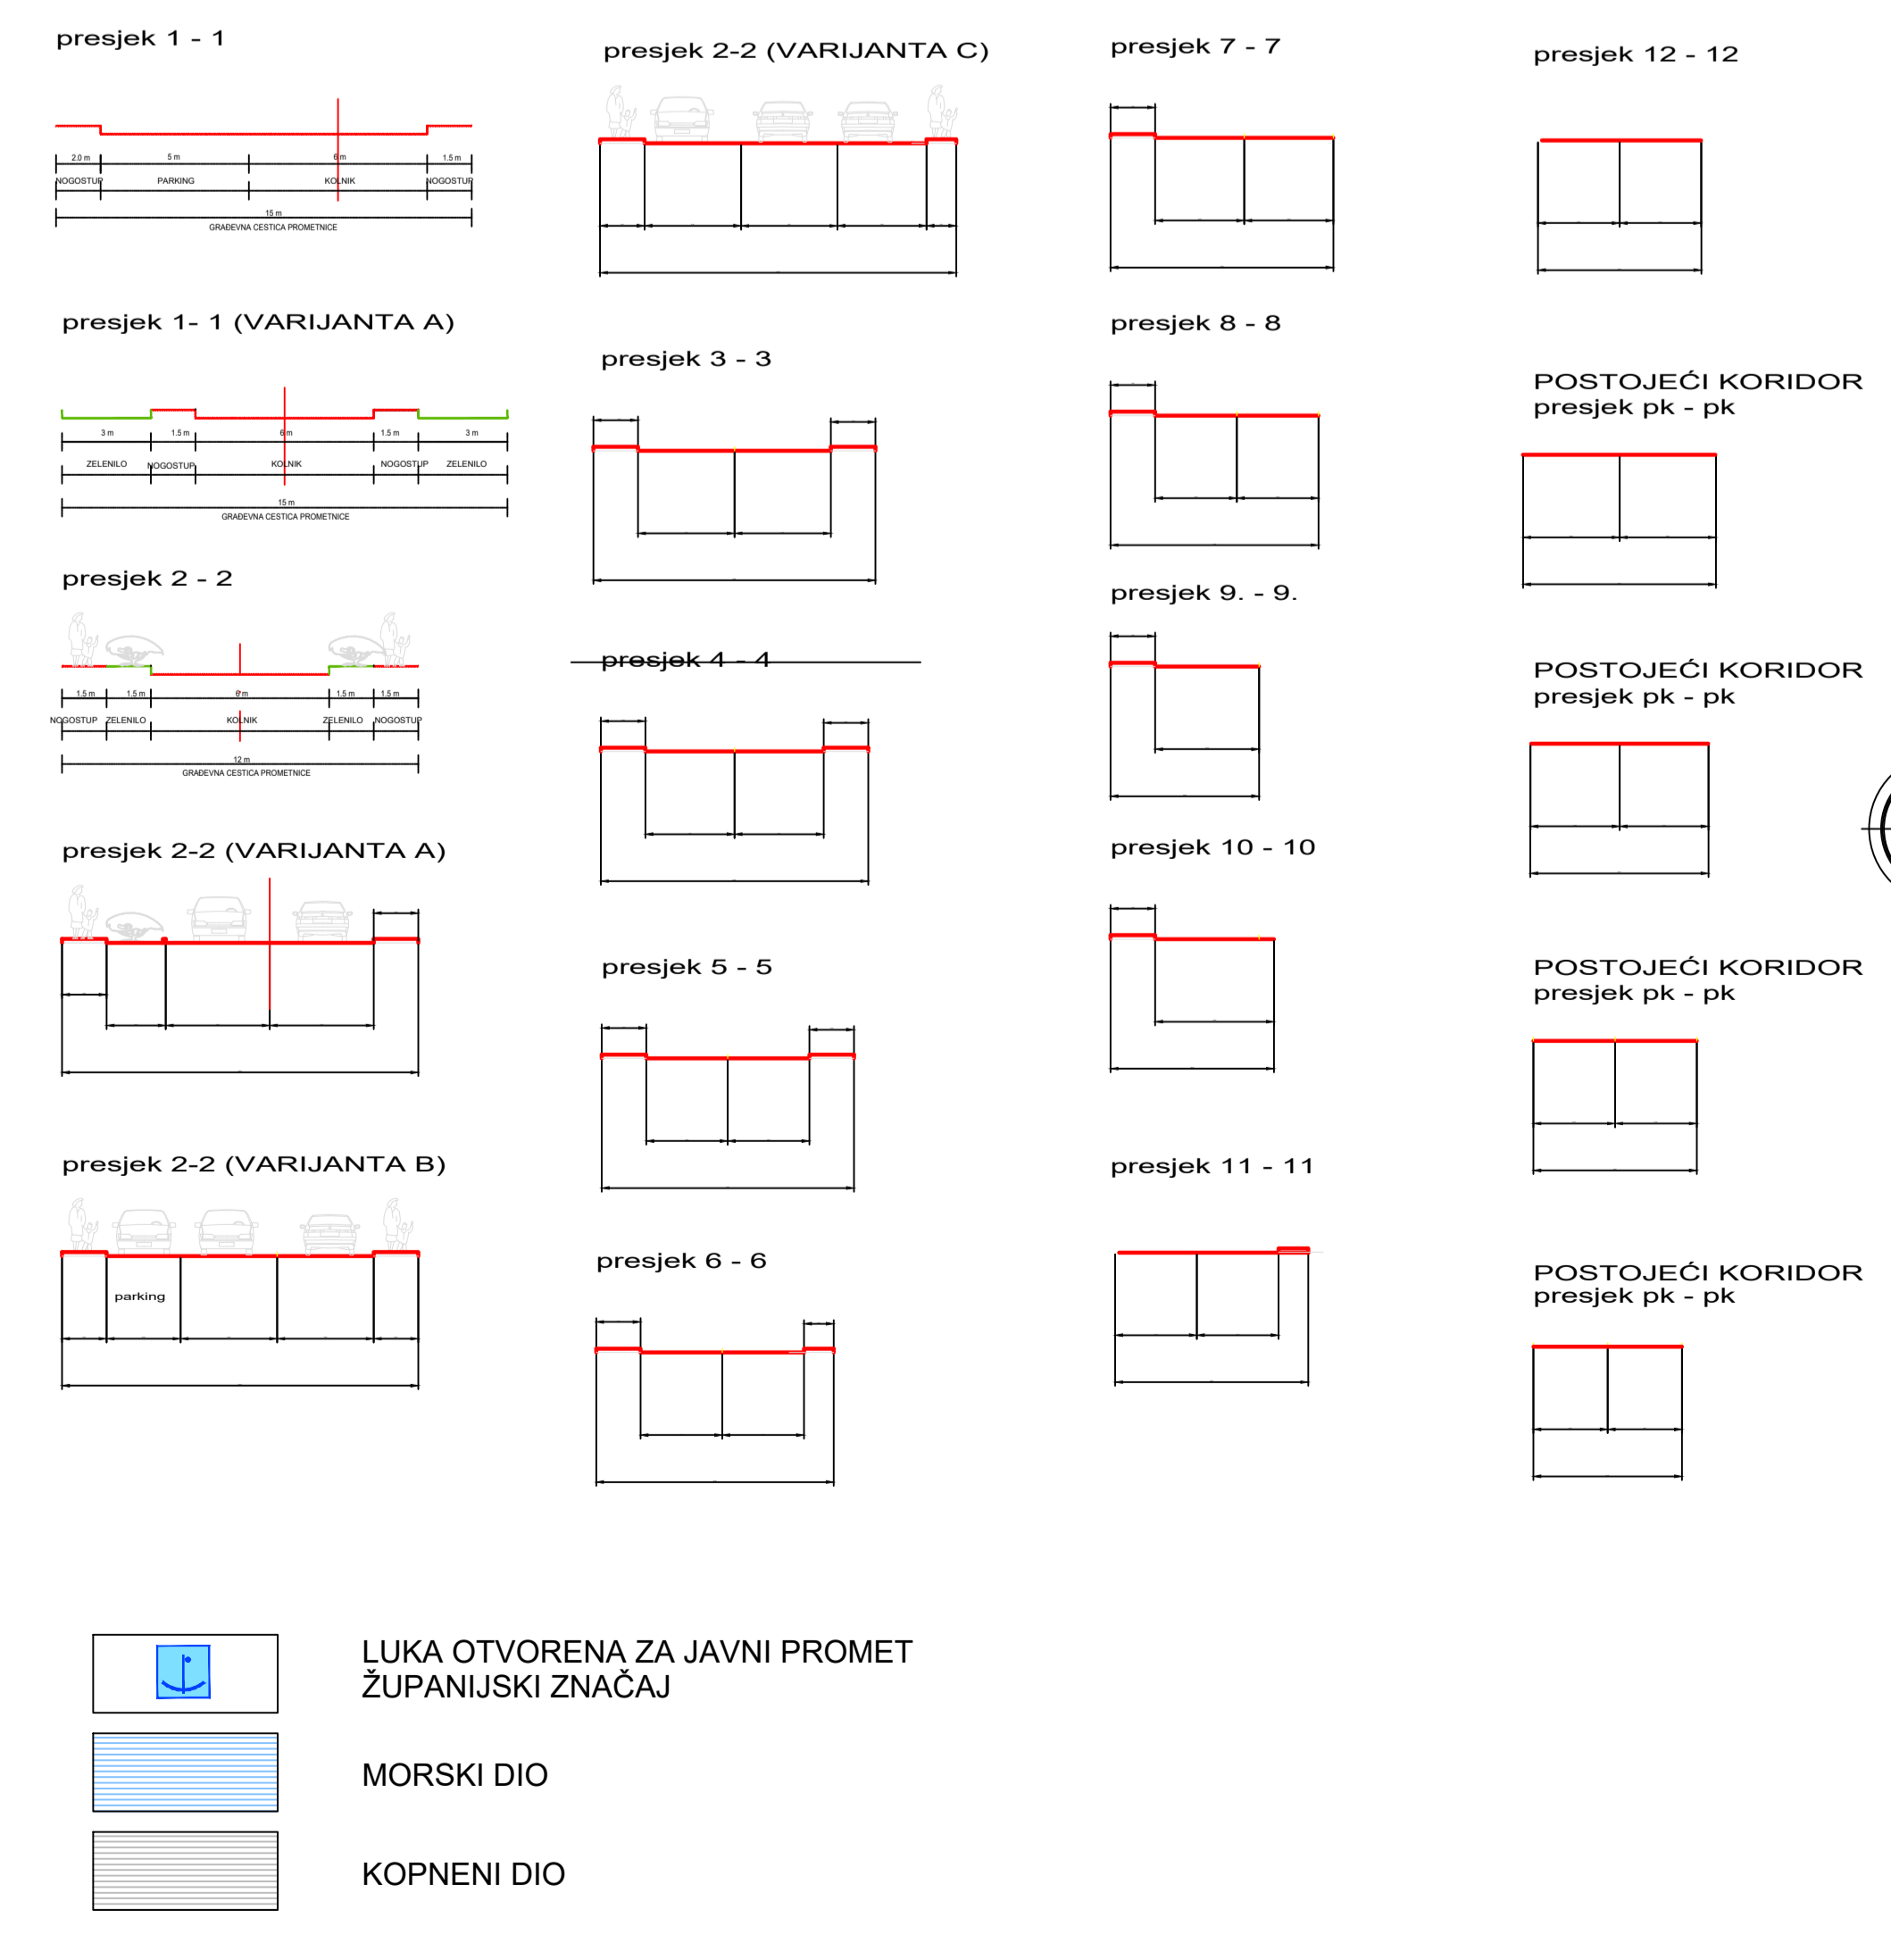 presjek 1 - 1
2.0 m 5 m 6 m 1.5 m
NOGOSTUP PARKING KOLNIK NOGOSTUP
15 m
GRAĐEVNA CESTICA PROMETNICE
presjek 1- 1 (VARIJANTA A)
3 m 1.5 m 6 m 1.5 m 3 m
ZELENILO NOGOSTUP KOLNIK NOGOSTUP ZELENILO
15 m
GRAĐEVNA CESTICA PROMETNICE
presjek 2 - 2
1.5 m 1.5 m 6 m 1.5 m 1.5 m
NOGOSTUP ZELENILO KOLNIK ZELENILO NOGOSTUP
12 m
GRAĐEVNA CESTICA PROMETNICE
presjek 2-2 (VARIJANTA A)
presjek 2-2 (VARIJANTA B)
parking
presjek 2-2 (VARIJANTA C)
presjek 3 - 3
presjek 4 - 4
presjek 5 - 5
presjek 6 - 6
presjek 7 - 7
presjek 8 - 8
presjek 9. - 9.
presjek 10 - 10
presjek 11 - 11
presjek 12 - 12
POSTOJEĆI KORIDOR
presjek pk - pk
POSTOJEĆI KORIDOR
presjek pk - pk
POSTOJEĆI KORIDOR
presjek pk - pk
POSTOJEĆI KORIDOR
presjek pk - pk
LUKA OTVORENA ZA JAVNI PROMET
ŽUPANIJSKI ZNAČAJ
MORSKI DIO
KOPNENI DIO